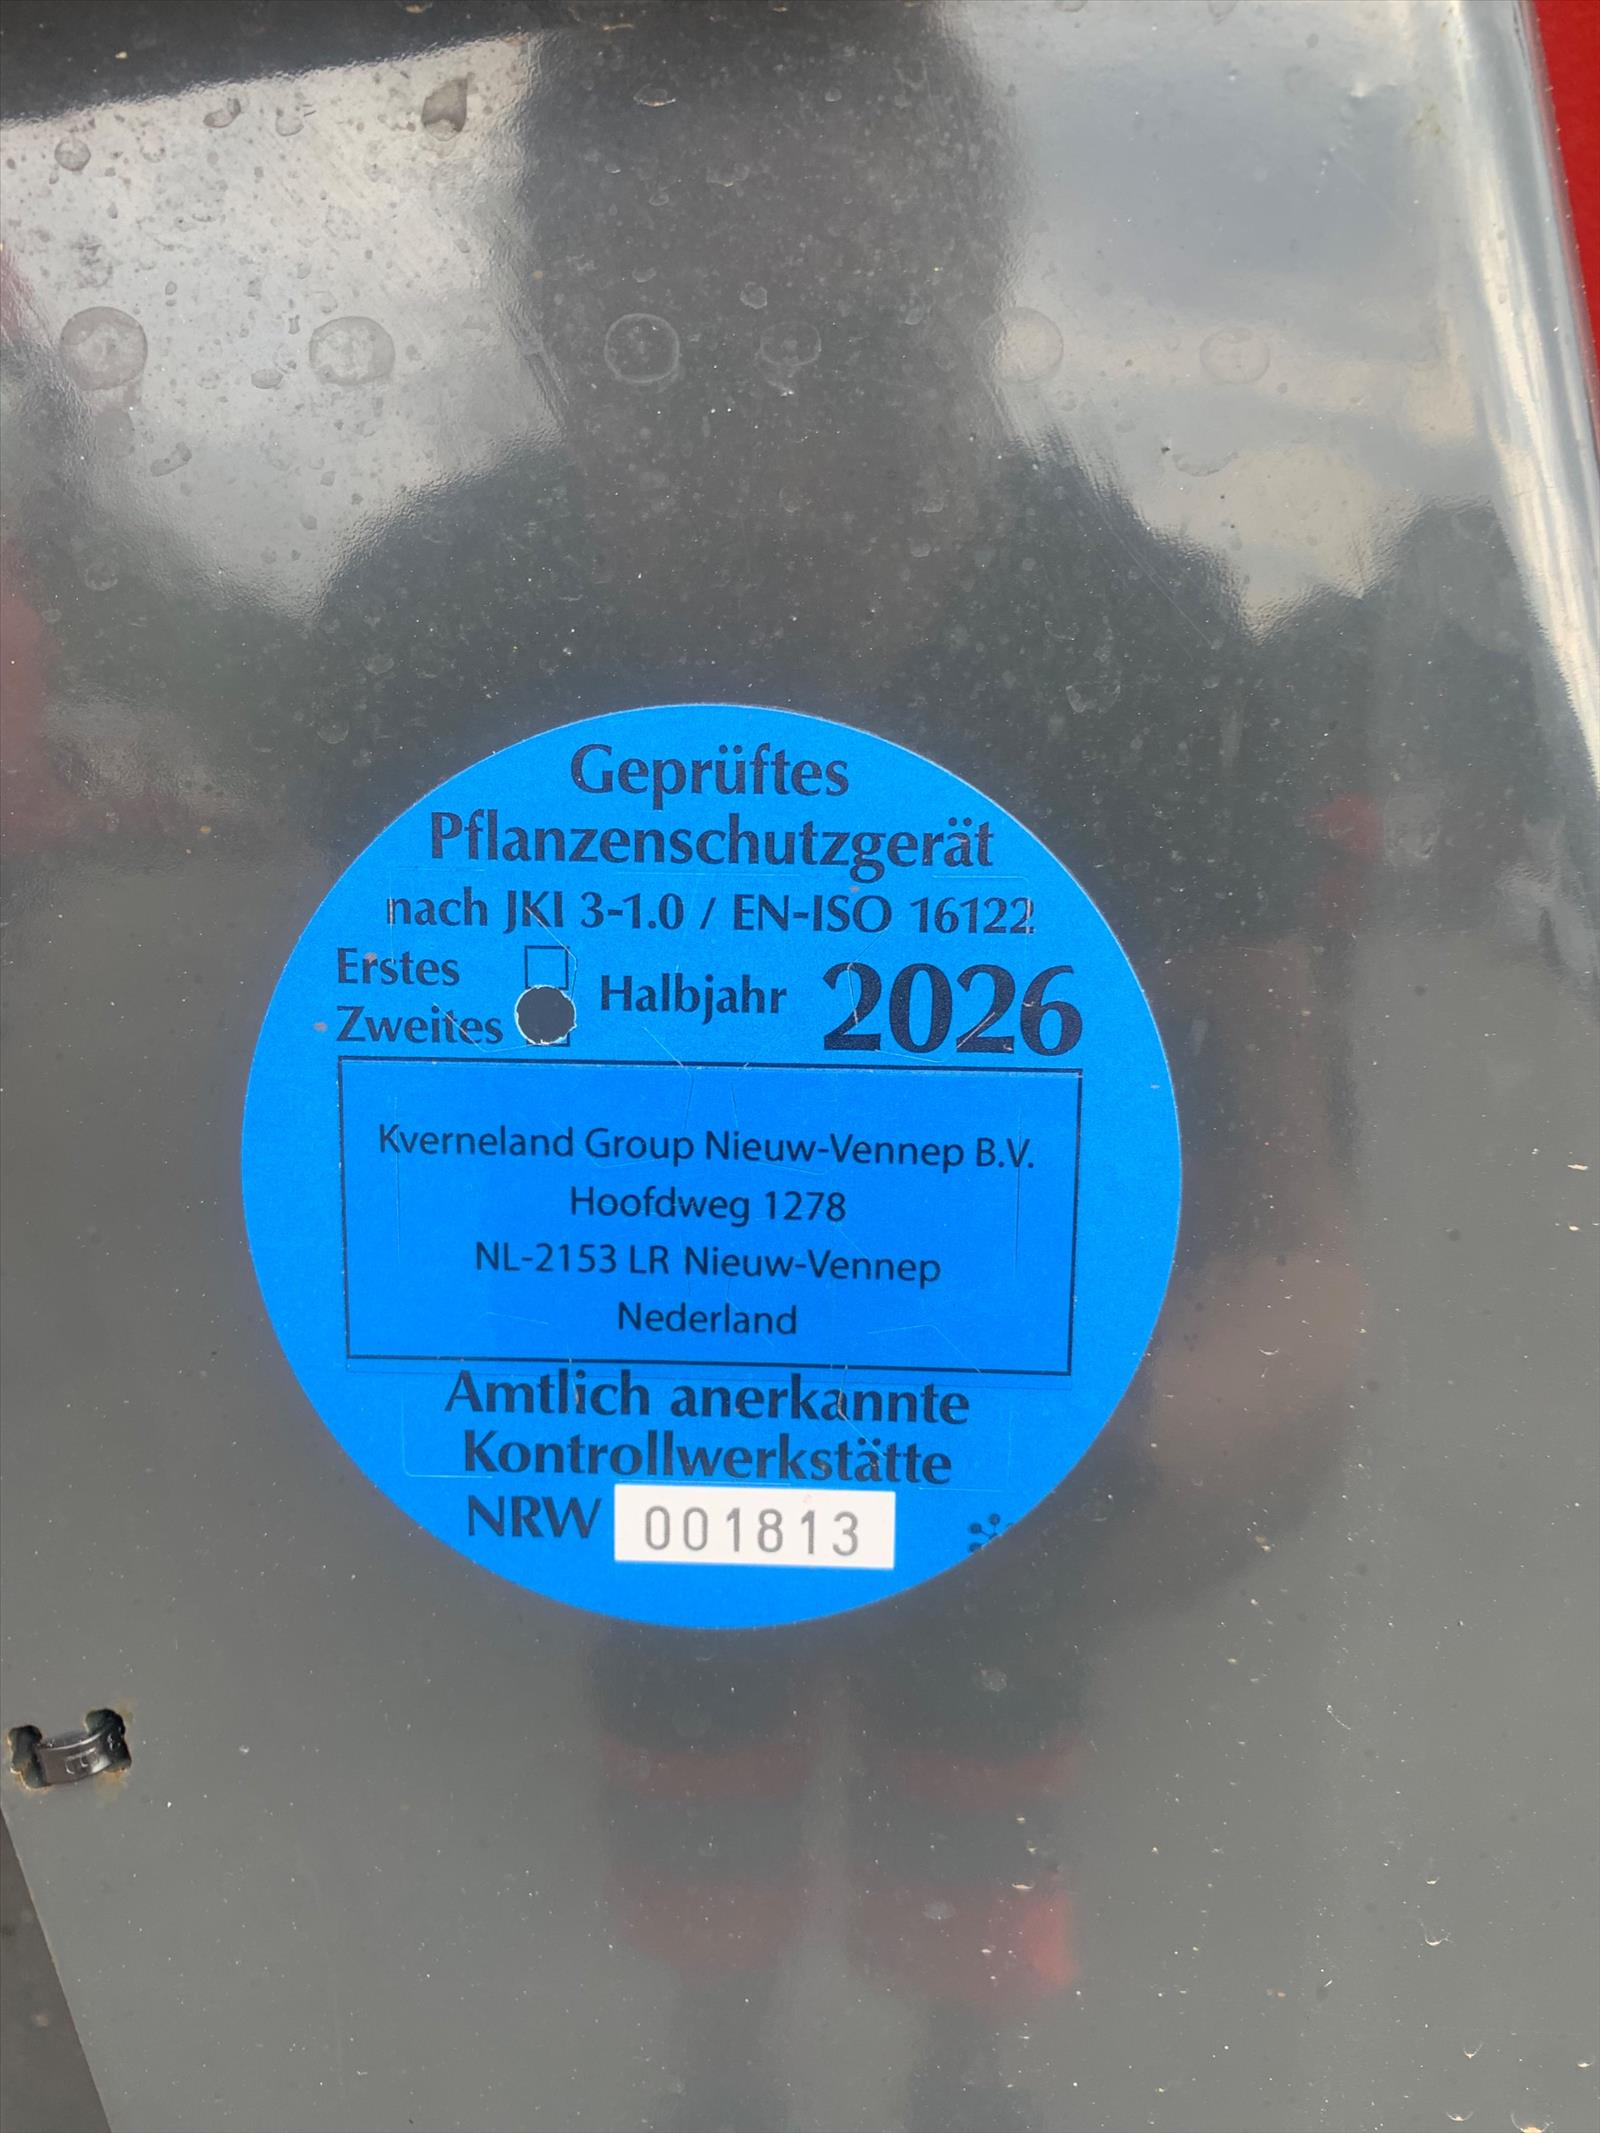 Geprüftes
Pflanzenschutzgerät
nach JKI 3-1.0 / EN-ISO 16122
Erstes
Zweites
Halbjahr 2026
Kverneland Group Nieuw-Vennep B.V.
Hoofdweg 1278
NL-2153 LR Nieuw-Vennep
Nederland
Amtlich anerkannte
Kontrollwerkstätte
NRW 001813